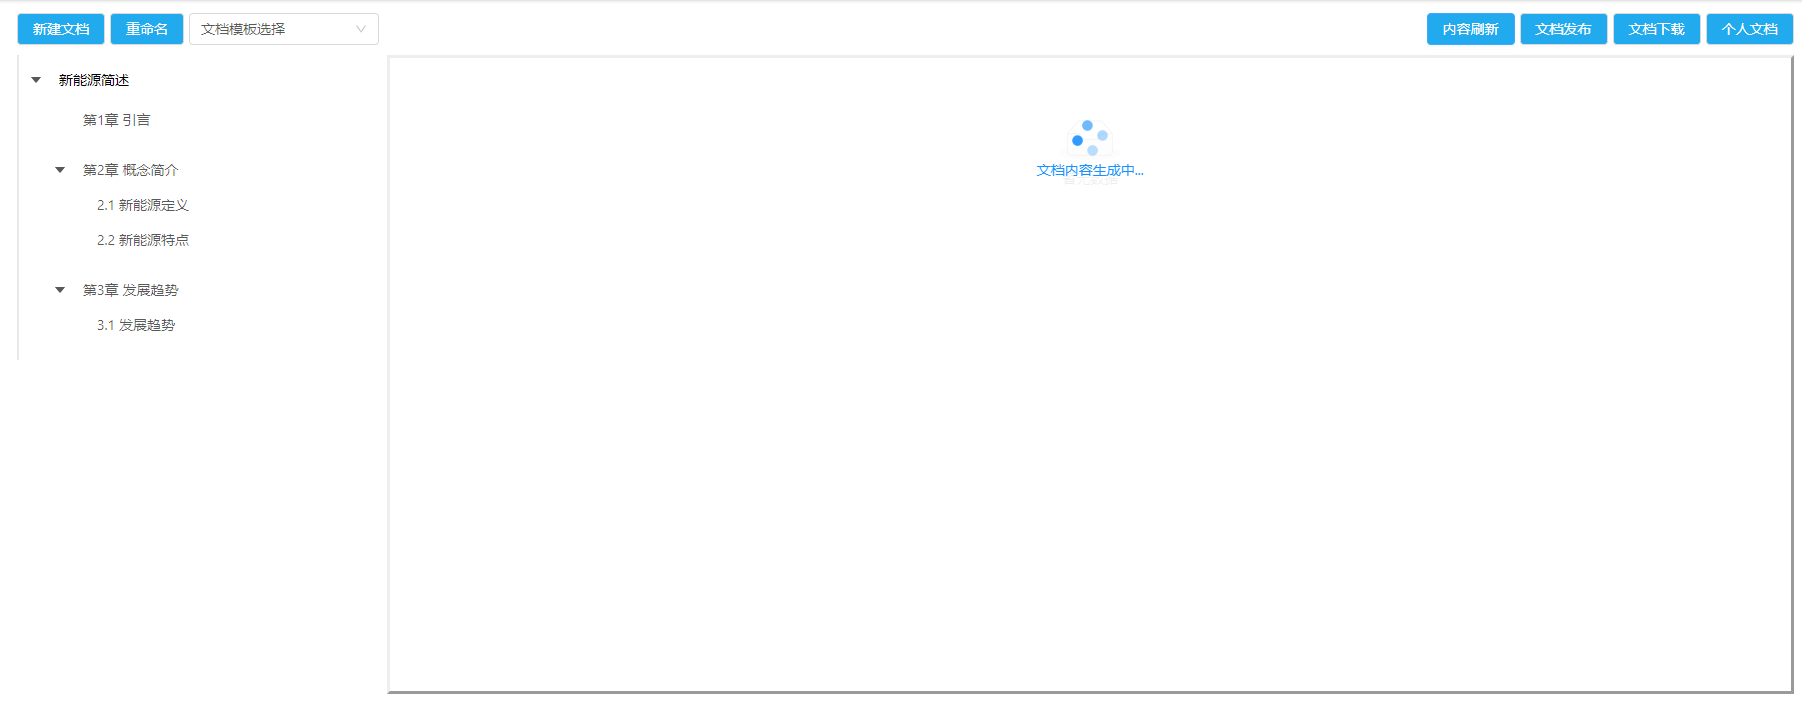 新建文档 重命名 文档模板选择 内容刷新 文档发布 文档下载 个人文档
新能源简述
第1章 引言
第2章 概念简介
2.1 新能源定义
2.2 新能源特点
第3章 发展趋势
3.1 发展趋势
文档内容生成中...